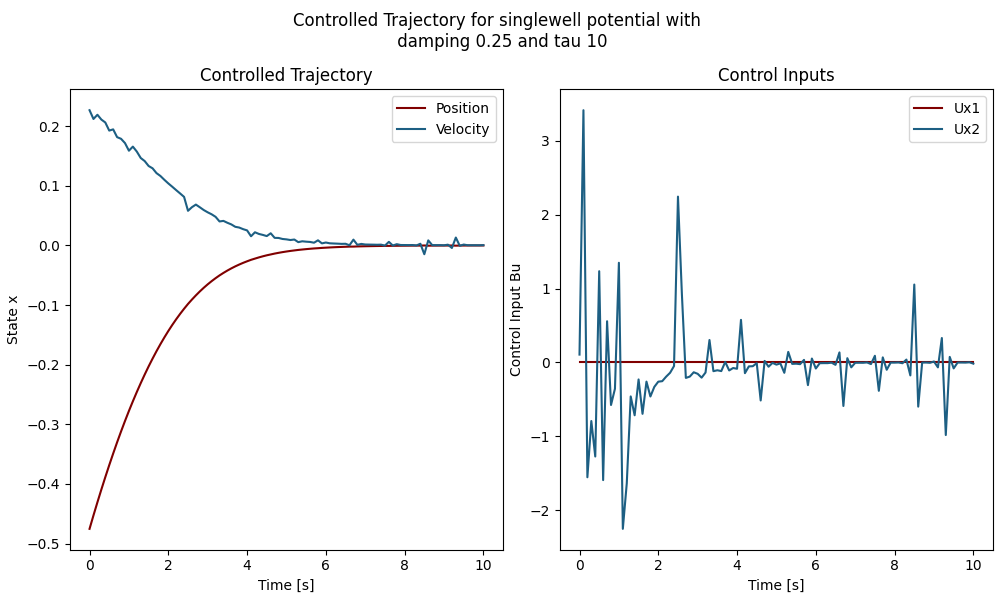 Controlled Trajectory for singlewell potential with
damping 0.25 and tau 10
Controlled Trajectory
Position
Velocity
0.2
0.1
0.0
−0.1
−0.2
−0.3
−0.4
−0.5
State x
0
2
4
6
8
10
Time [s]
Control Inputs
Ux1
Ux2
3
2
1
0
−1
−2
Control Input Bu
0
2
4
6
8
10
Time [s]